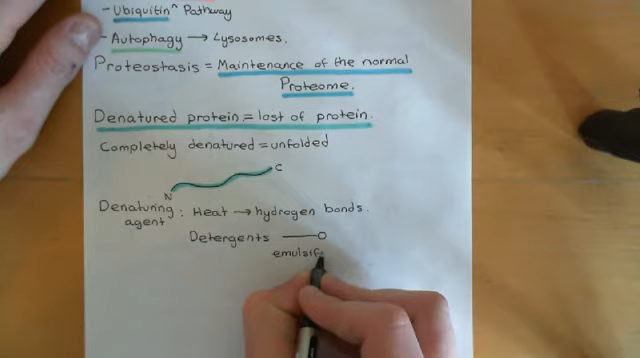 - Ubiquitin^ Pathway
- Autophagy → Lysosomes.
Proteostasis = Maintenance of the normal
Proteome.
Denatured protein = lost of protein.
Completely denatured = unfolded
C
N
Denaturing agent : Heat → hydrogen bonds.
Detergents
emulsif